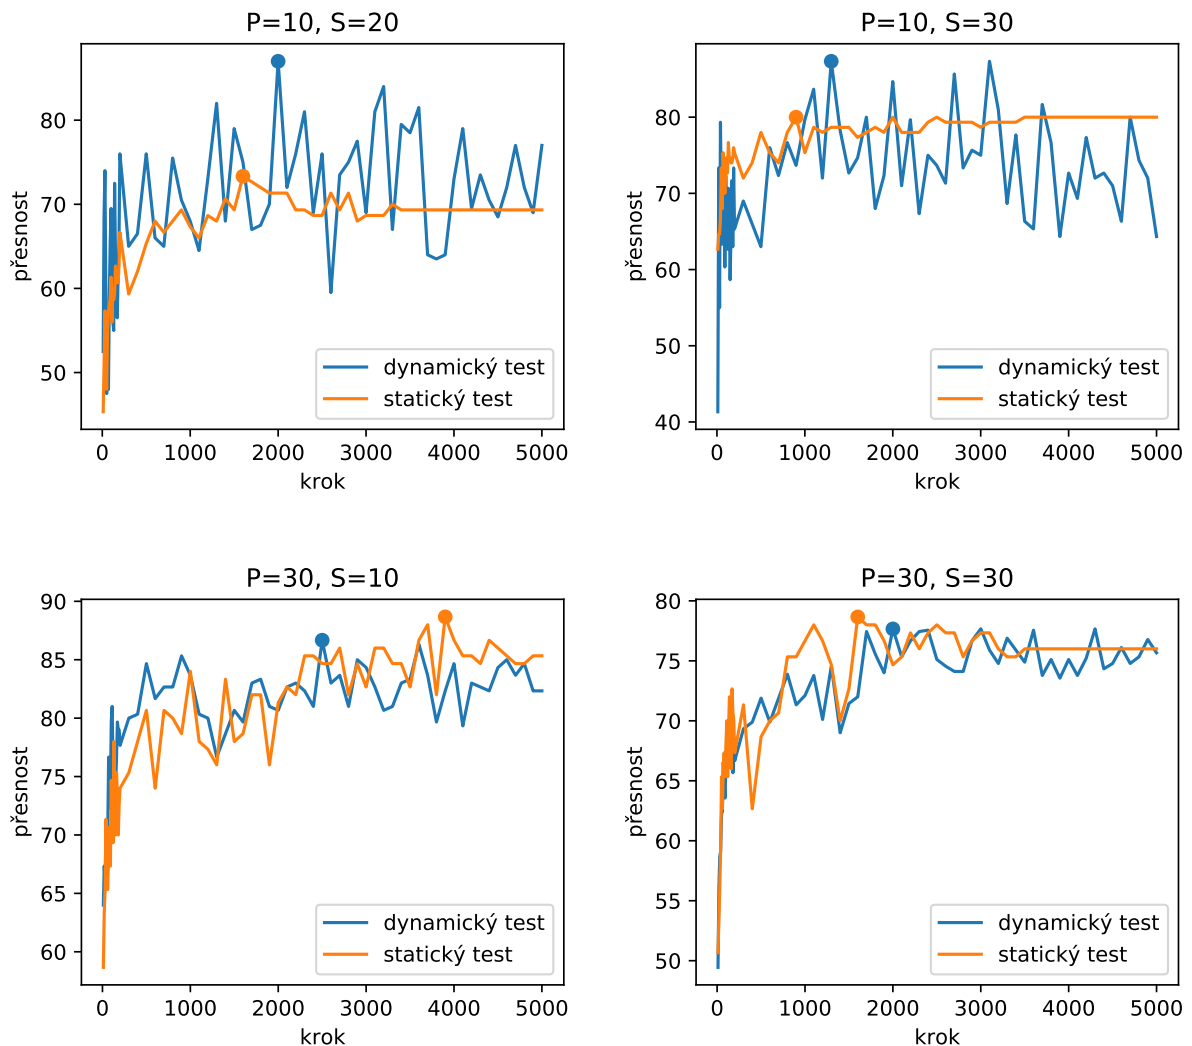 P=10, S=20
přesnost
80
70
60
50
dynamický test
statický test
0 1000 2000 3000 4000 5000
krok
P=10, S=30
přesnost
80
70
60
50
40
dynamický test
statický test
0 1000 2000 3000 4000 5000
krok
P=30, S=10
přesnost
90
85
80
75
70
65
60
dynamický test
statický test
0 1000 2000 3000 4000 5000
krok
P=30, S=30
přesnost
80
75
70
65
60
55
50
dynamický test
statický test
0 1000 2000 3000 4000 5000
krok